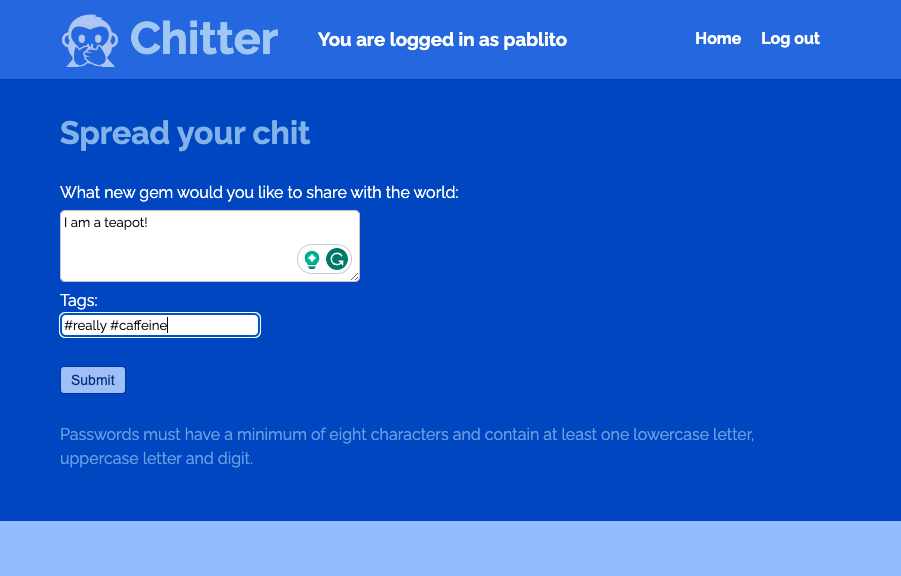 Chitter
You are logged in as pablito
Home
Log out
Spread your chit
What new gem would you like to share with the world:
I am a teapot!
Tags:
#really #caffeine
Submit
Passwords must have a minimum of eight characters and contain at least one lowercase letter,
uppercase letter and digit.